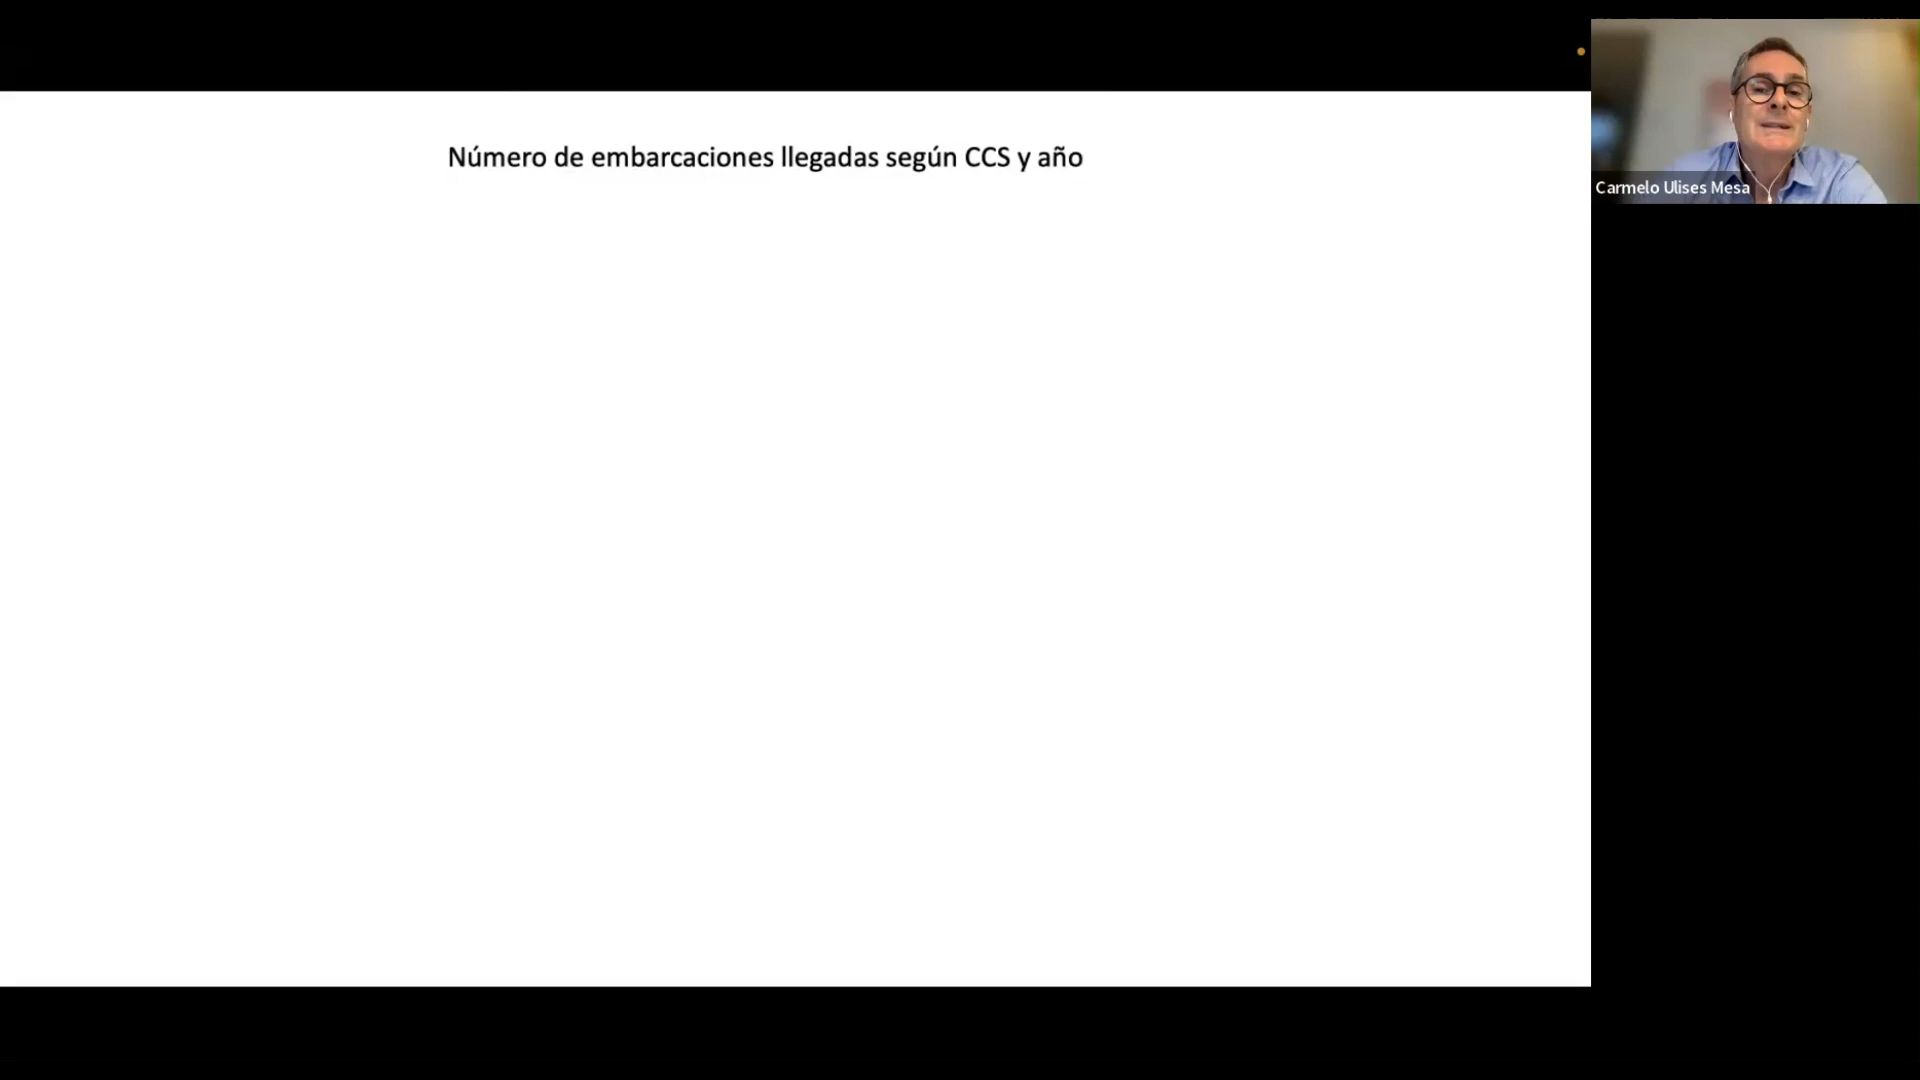 Número de embarcaciones llegadas según CCS y año
Carmelo Ulises Mesa